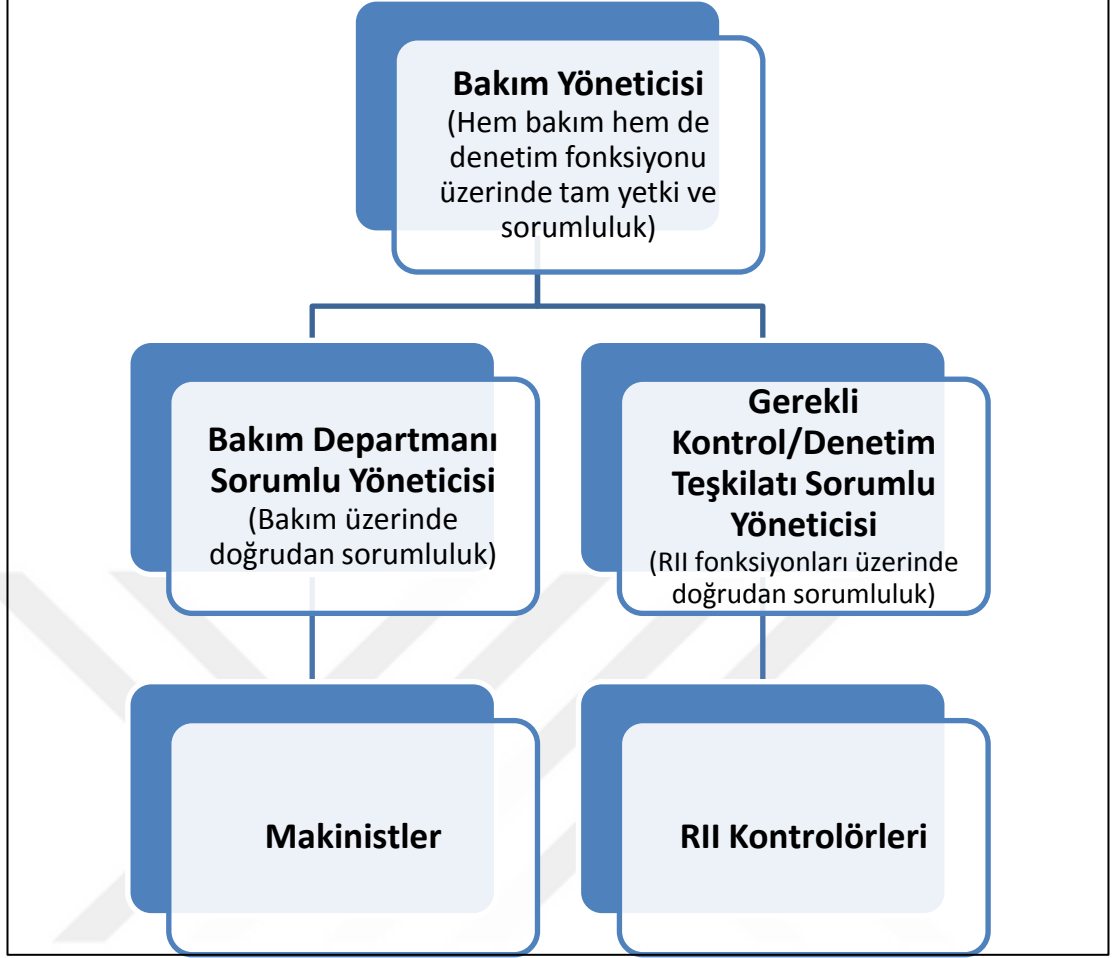 Bakım Yöneticisi
(Hem bakım hem de
denetim fonksiyonu
üzerinde tam yetki ve
sorumluluk)
Bakım Departmanı
Sorumlu Yöneticisi
(Bakım üzerinde
doğrudan sorumluluk)
Gerekli
Kontrol/Denetim
Teşkilatı Sorumlu
Yöneticisi
(RII fonksiyonları üzerinde
doğrudan sorumluluk)
Makinistler
RII Kontrolörleri